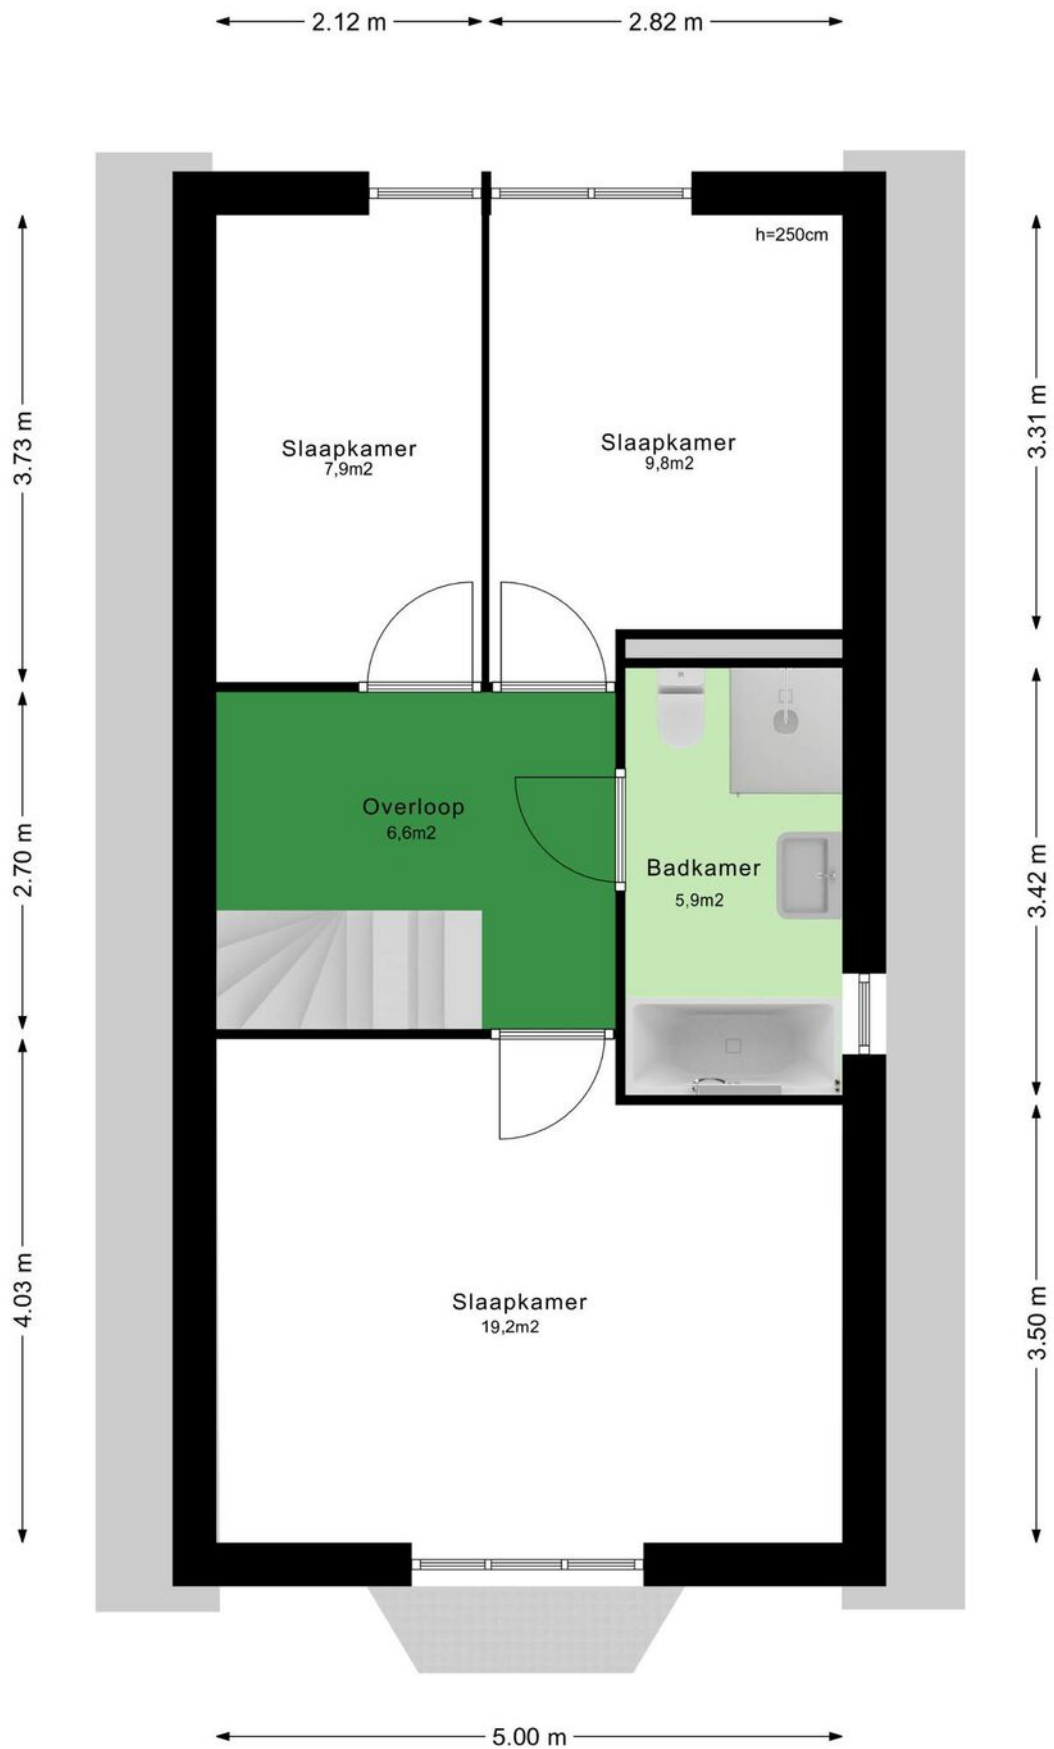 2.12 m
2.82 m
h=250cm
3.73 m
3.31 m
Slaapkamer
7,9m2
Slaapkamer
9,8m2
Overloop
6,6m2
2.70 m
Badkamer
5,9m2
3.42 m
4.03 m
Slaapkamer
19,2m2
3.50 m
5.00 m